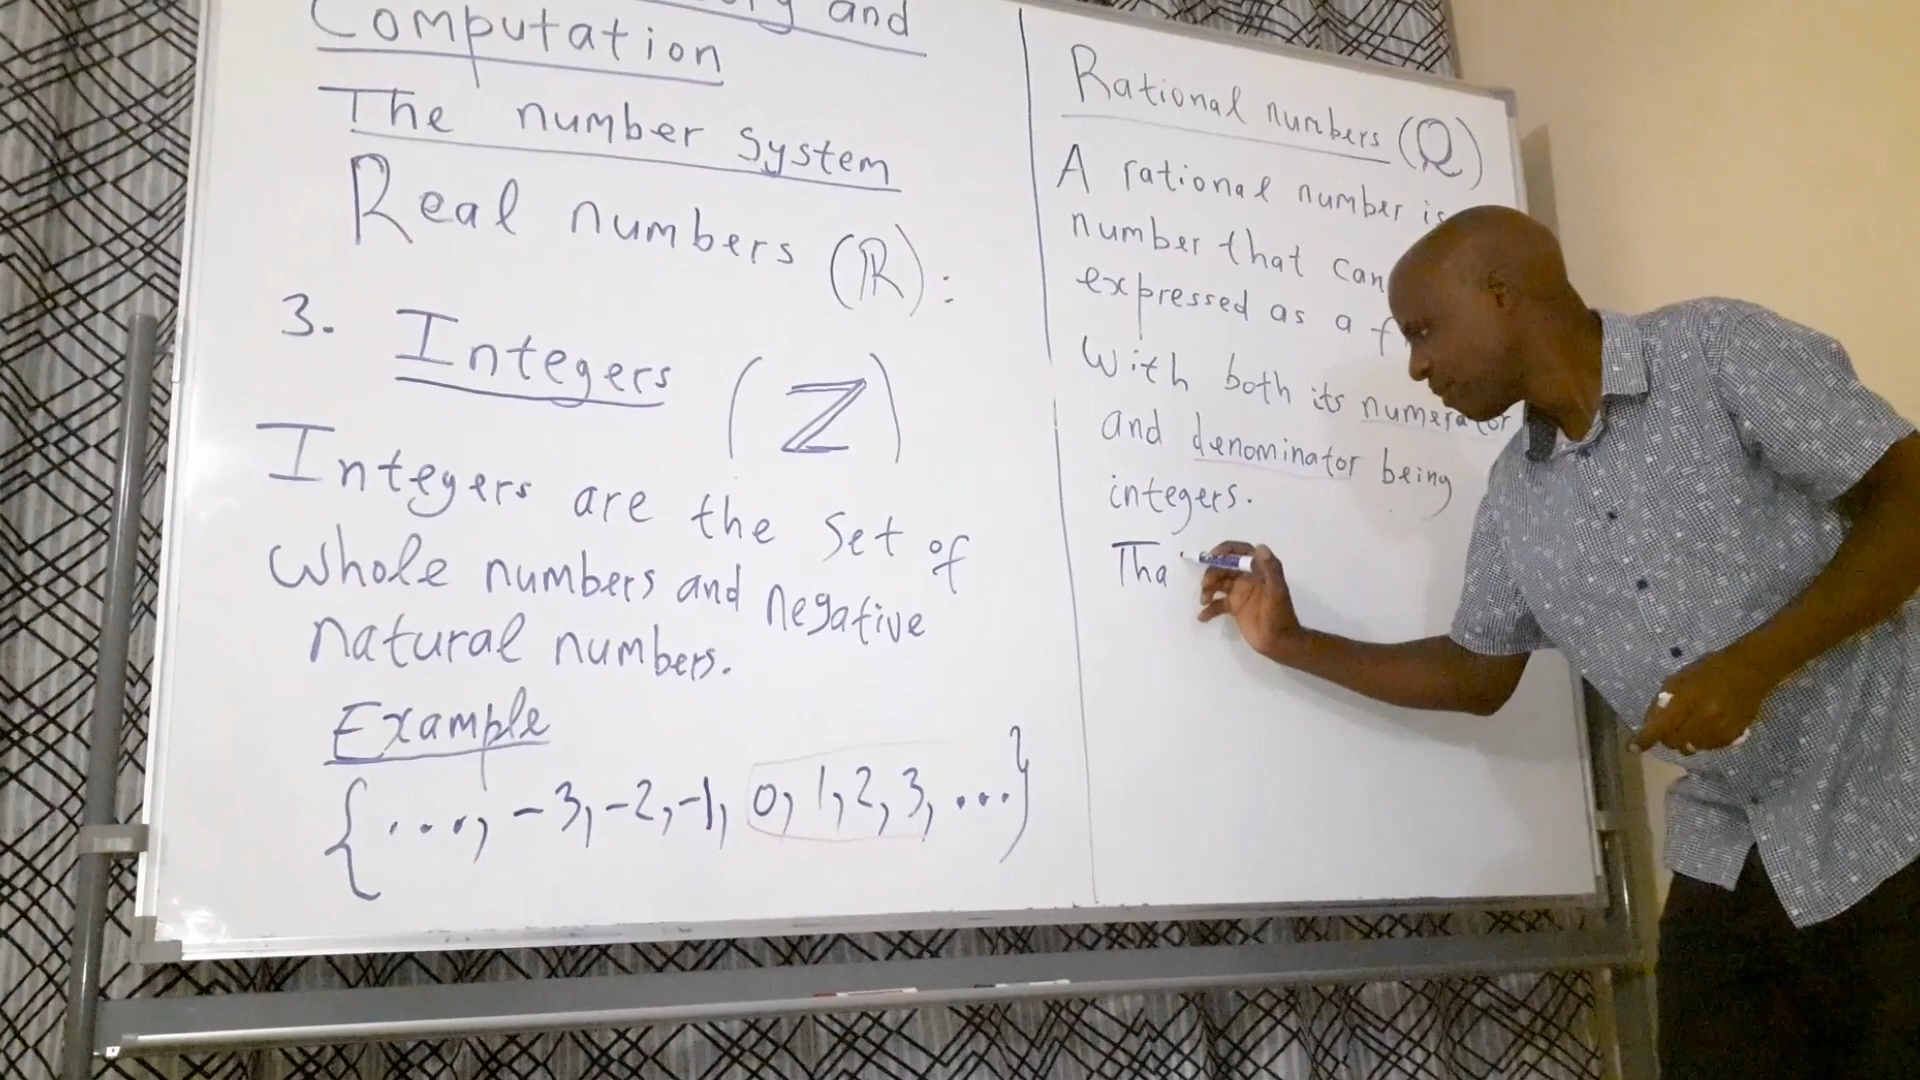 and
Computation
The number System
Real numbers (ℝ):
3. Integers (ℤ)
Integers are the set of
whole numbers and negative
natural numbers.
Example
{..., -3, -2, -1, 0, 1, 2, 3, ...}
Rational numbers (Q)
A rational number is
number that can
expressed as a f
With both its numerator
and denominator being
integers.
Tha